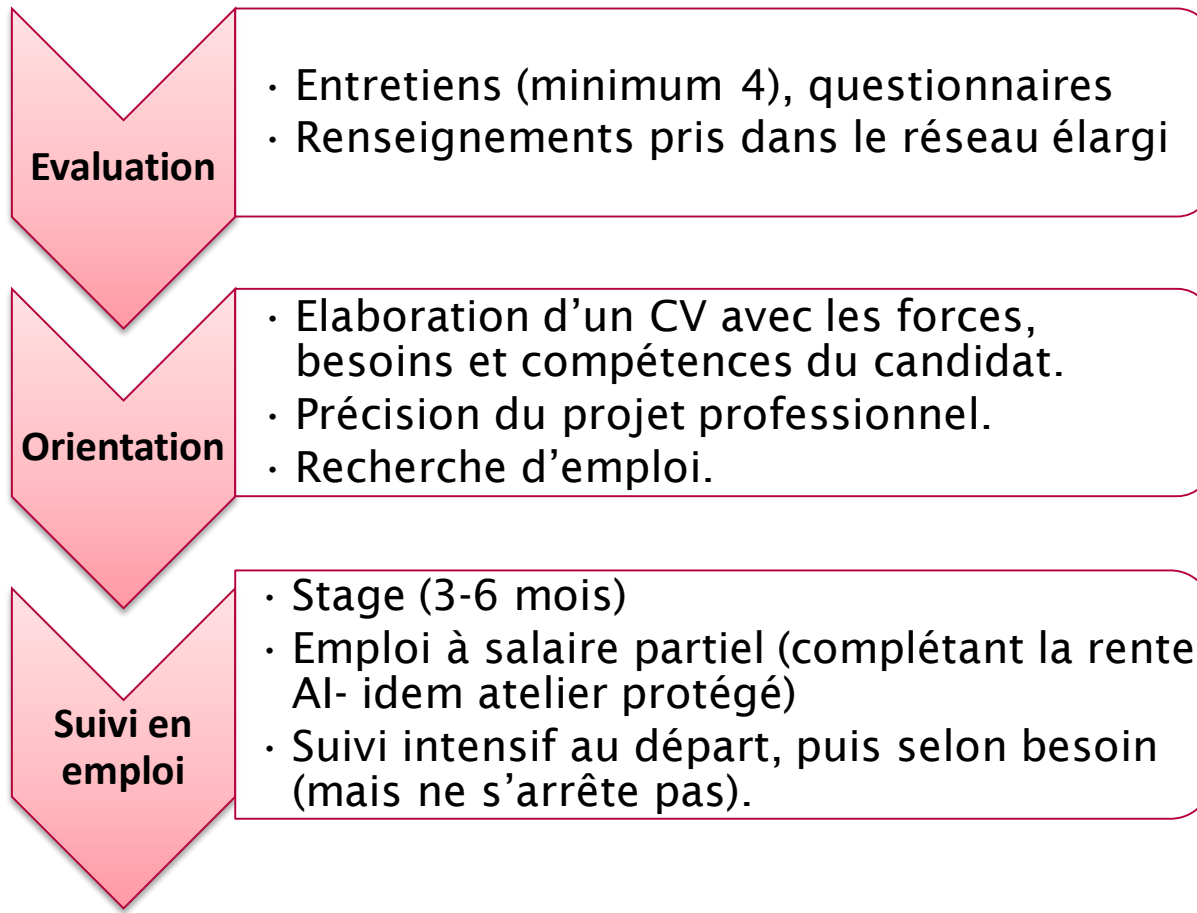 Evaluation
· Entretiens (minimum 4), questionnaires
· Renseignements pris dans le réseau élargi
Orientation
· Elaboration d’un CV avec les forces,
besoins et compétences du candidat.
· Précision du projet professionnel.
· Recherche d’emploi.
Suivi en
emploi
· Stage (3-6 mois)
· Emploi à salaire partiel (complétant la rente
AI- idem atelier protégé)
· Suivi intensif au départ, puis selon besoin
(mais ne s’arrête pas).